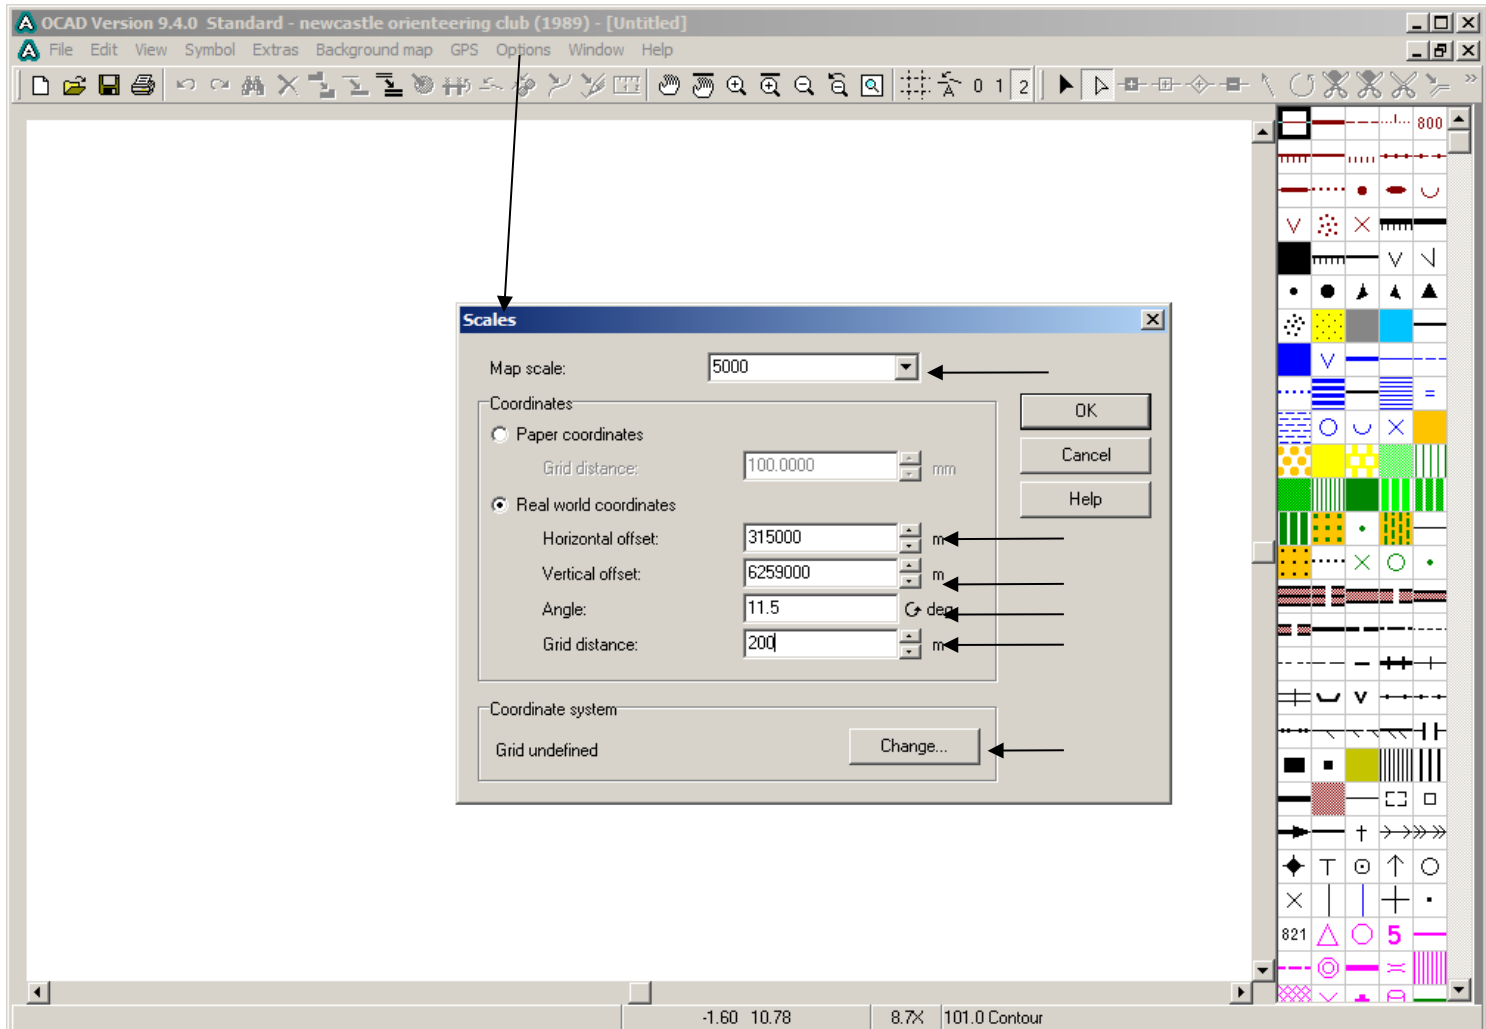 OCAD Version 9.4.0 Standard - newcastle orienteering club (1989) - [Untitled]
File Edit View Symbol Extras Background map GPS Options Window Help
0 1 2
800
Scales
Map scale: 5000
Coordinates
OK
Paper coordinates
Cancel
Grid distance: 100.0000 mm
Help
Real world coordinates
Horizontal offset: 315000 m
Vertical offset: 6259000 m
Angle: 11.5 deg
Grid distance: 200 m
Coordinate system
Grid undefined Change...
821 5
-1.60 10.78 8.7X 101.0 Contour